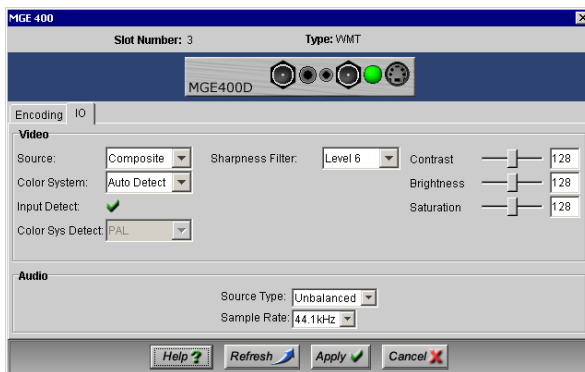 MGE 400
Slot Number: 3 Type: WMT
MGE400D
Encoding IO
Video
Source: Composite Sharpness Filter: Level 6 Contrast 128
Color System: Auto Detect Brightness 128
Input Detect: Saturation 128
Color Sys Detect: PAL
Audio
Source Type: Unbalanced
Sample Rate: 44.1kHz
Help ? Refresh Apply Cancel